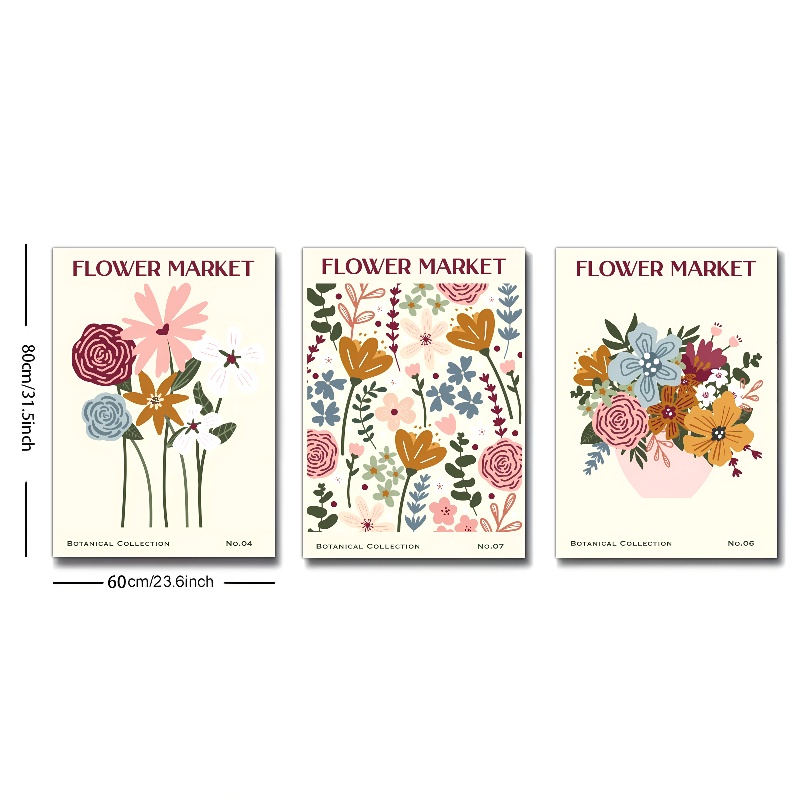 FLOWER MARKET
BOTANICAL COLLECTION No.04
FLOWER MARKET
BOTANICAL COLLECTION No.07
FLOWER MARKET
BOTANICAL COLLECTION No.06
80cm/31.5inch
60cm/23.6inch